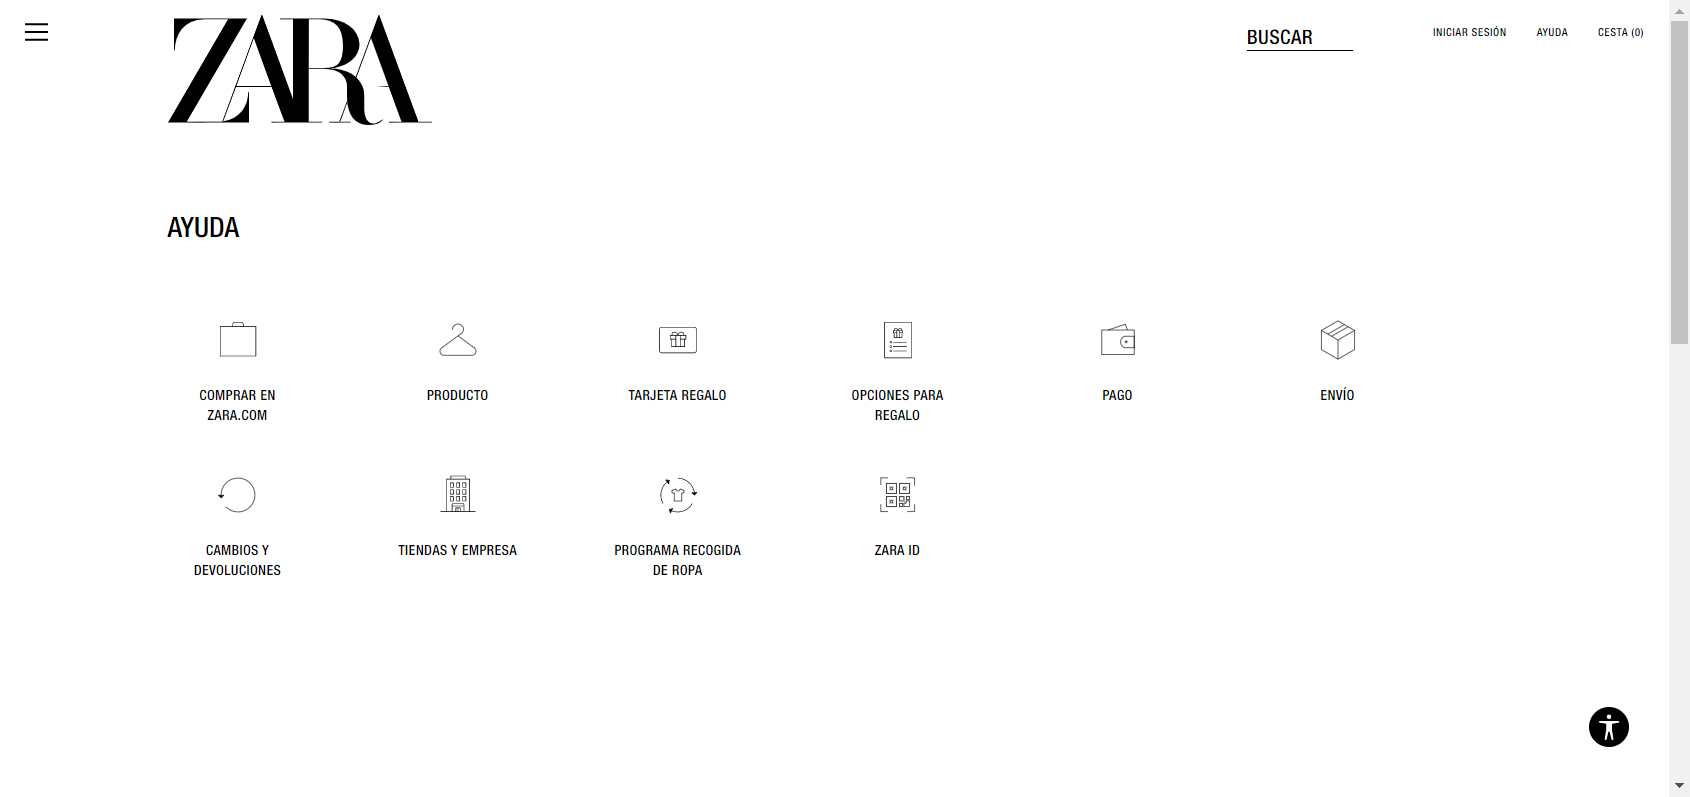 ZARA
BUSCAR
INICIAR SESIÓN
AYUDA
CESTA (0)
AYUDA
COMPRAR EN
ZARA.COM
PRODUCTO
TARJETA REGALO
OPCIONES PARA
REGALO
PAGO
ENVÍO
CAMBIOS Y
DEVOLUCIONES
TIENDAS Y EMPRESA
PROGRAMA RECOGIDA
DE ROPA
ZARA ID